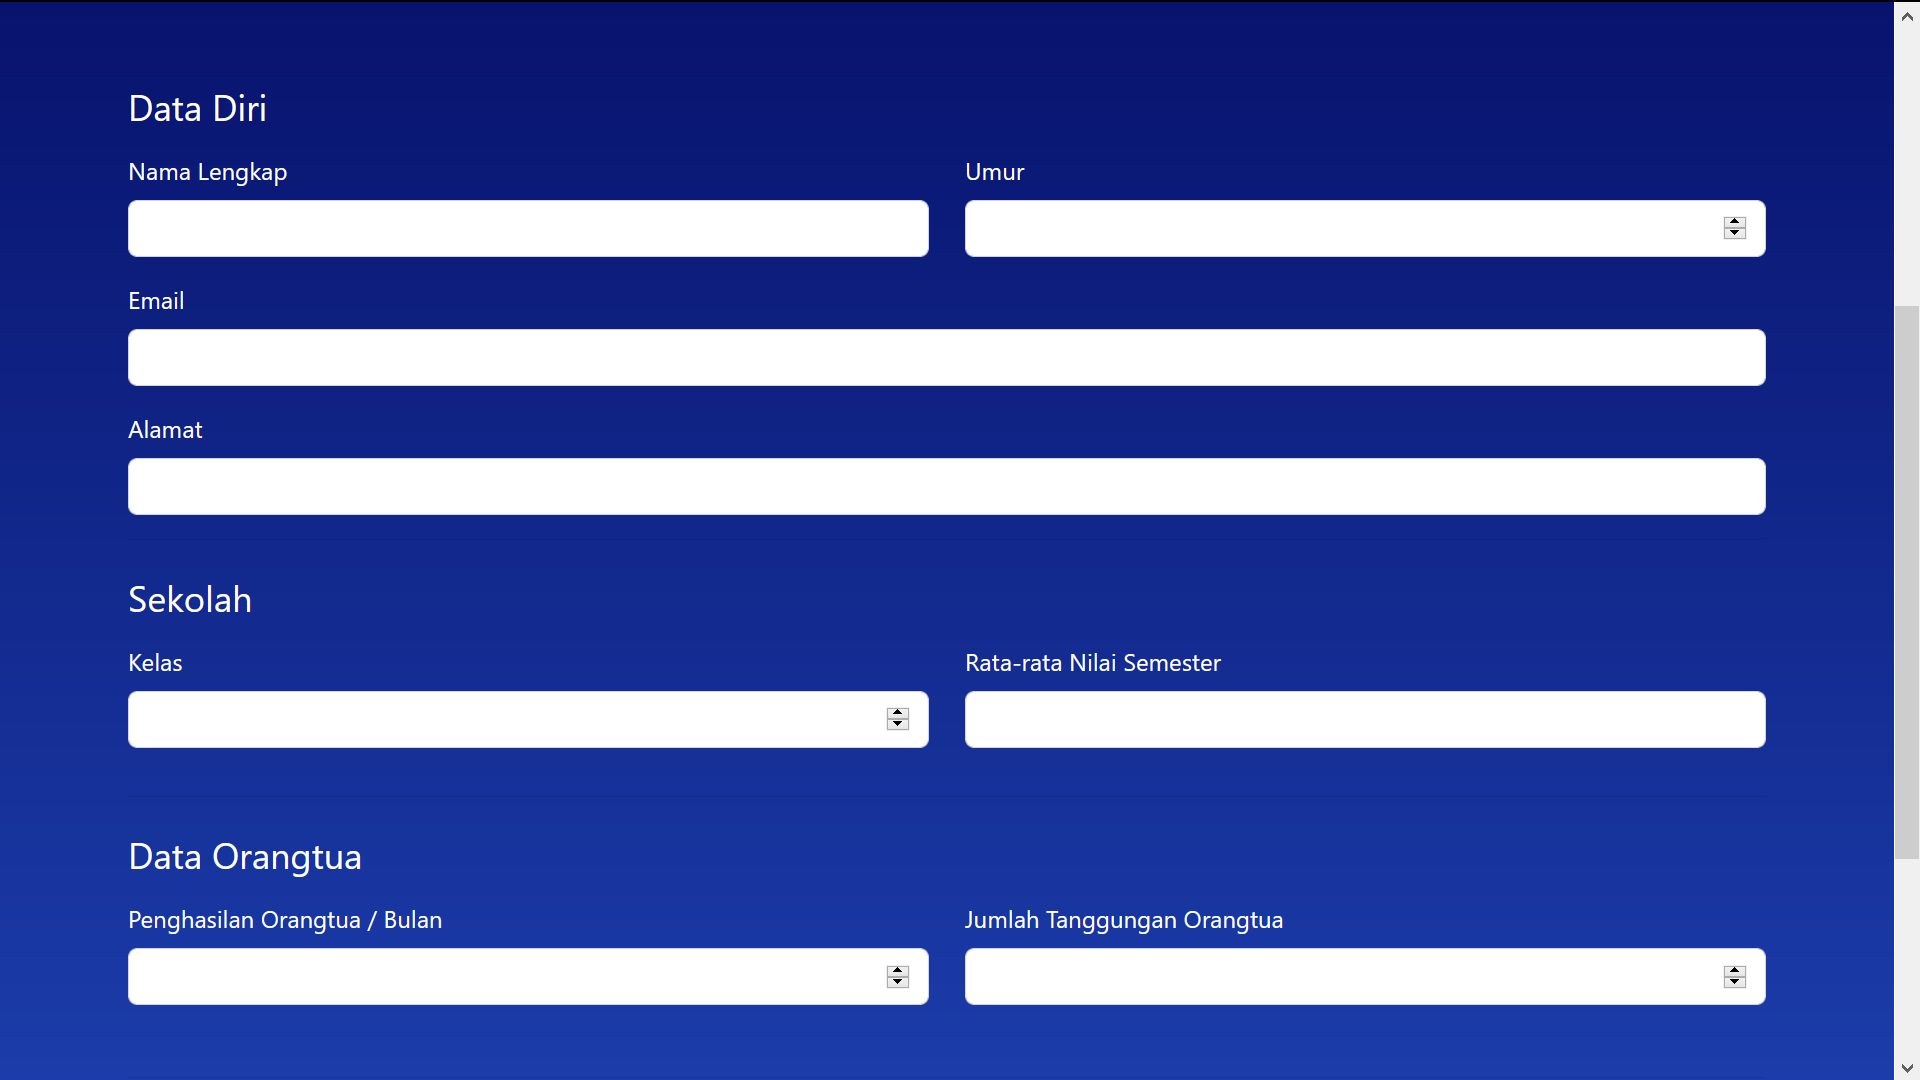 Data Diri
Nama Lengkap
Umur
Email
Alamat
Sekolah
Kelas
Rata-rata Nilai Semester
Data Orangtua
Penghasilan Orangtua / Bulan
Jumlah Tanggungan Orangtua